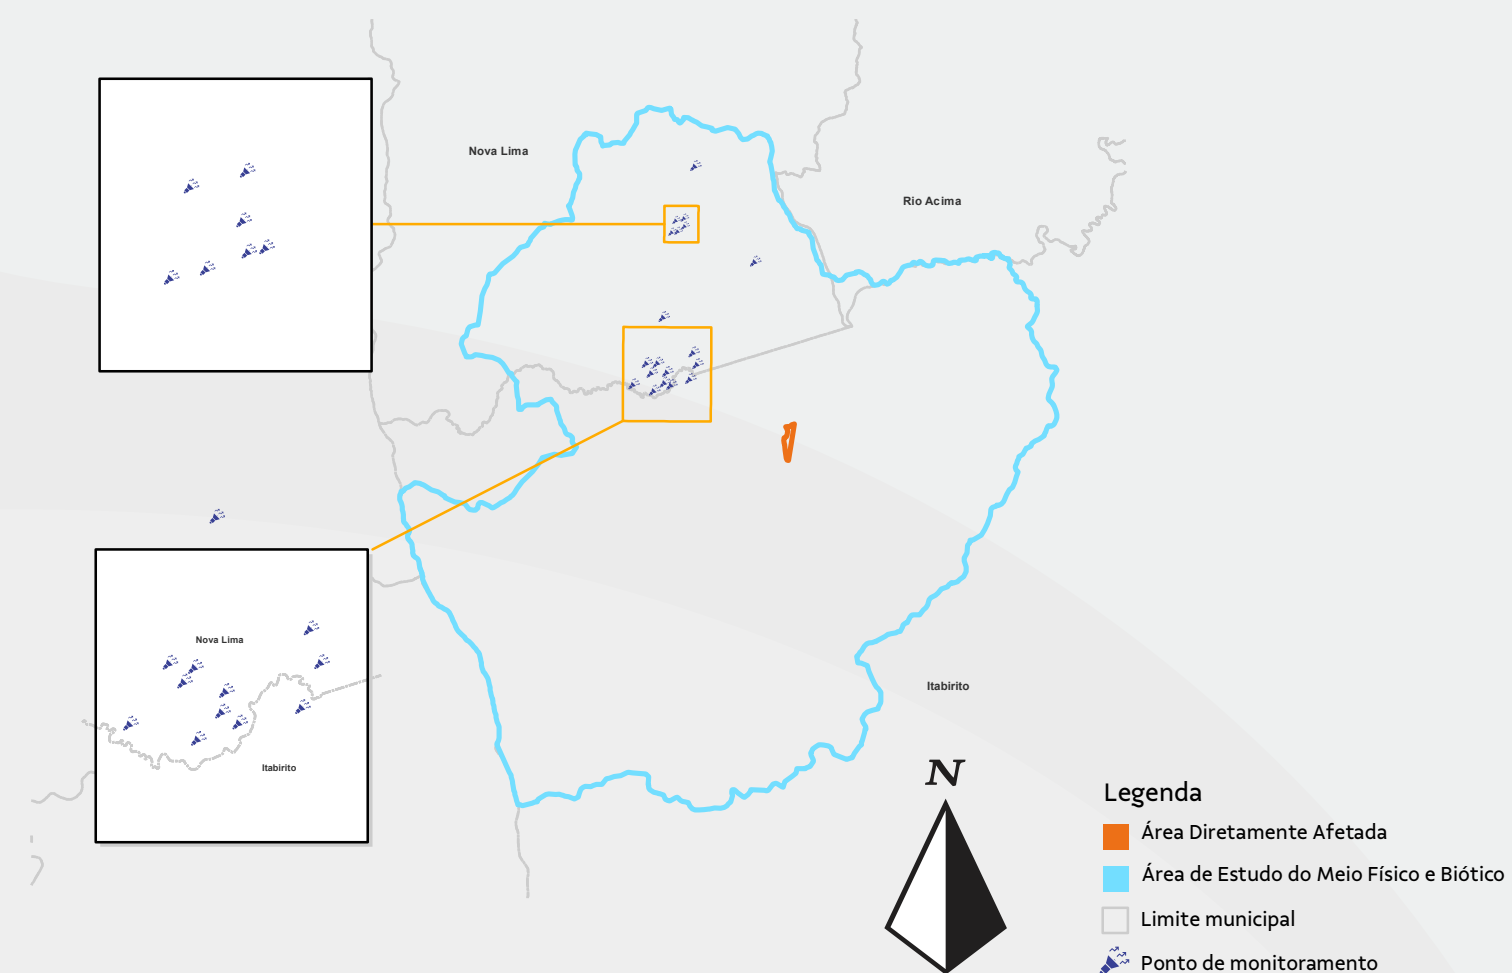 Nova Lima
Rio Acima
Nova Lima
Itabirito
Itabirito
N
Legenda
Área Diretamente Afetada
Área de Estudo do Meio Físico e Biótico
Limite municipal
Ponto de monitoramento